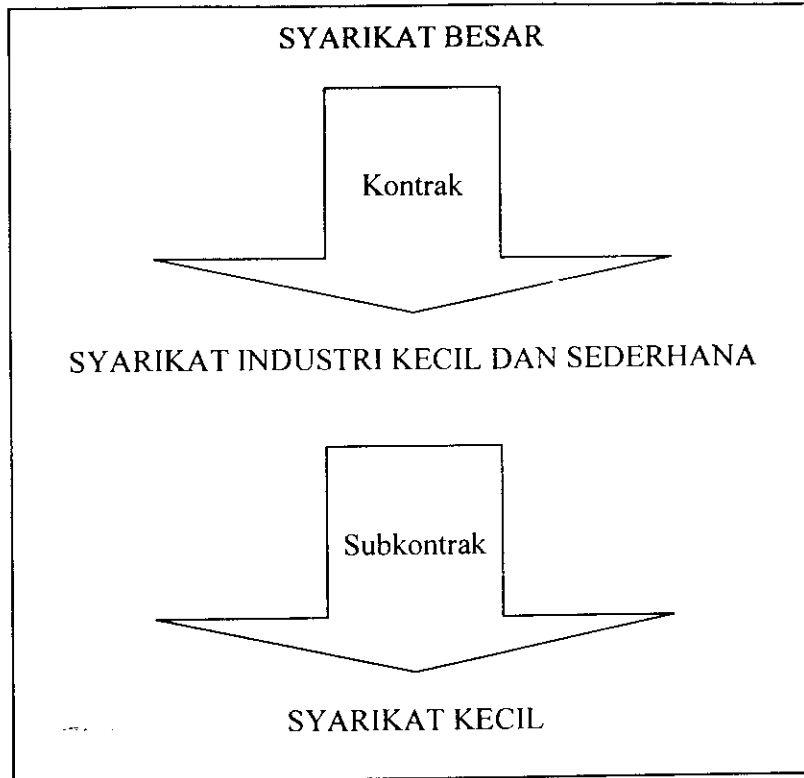 SYARIKAT BESAR
Kontrak
SYARIKAT INDUSTRI KECIL DAN SEDERHANA
Subkontrak
SYARIKAT KECIL